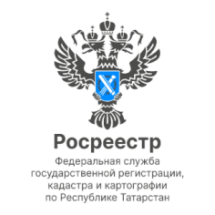 Росреестр
Федеральная служба
государственной регистрации,
кадастра и картографии
по Республике Татарстан